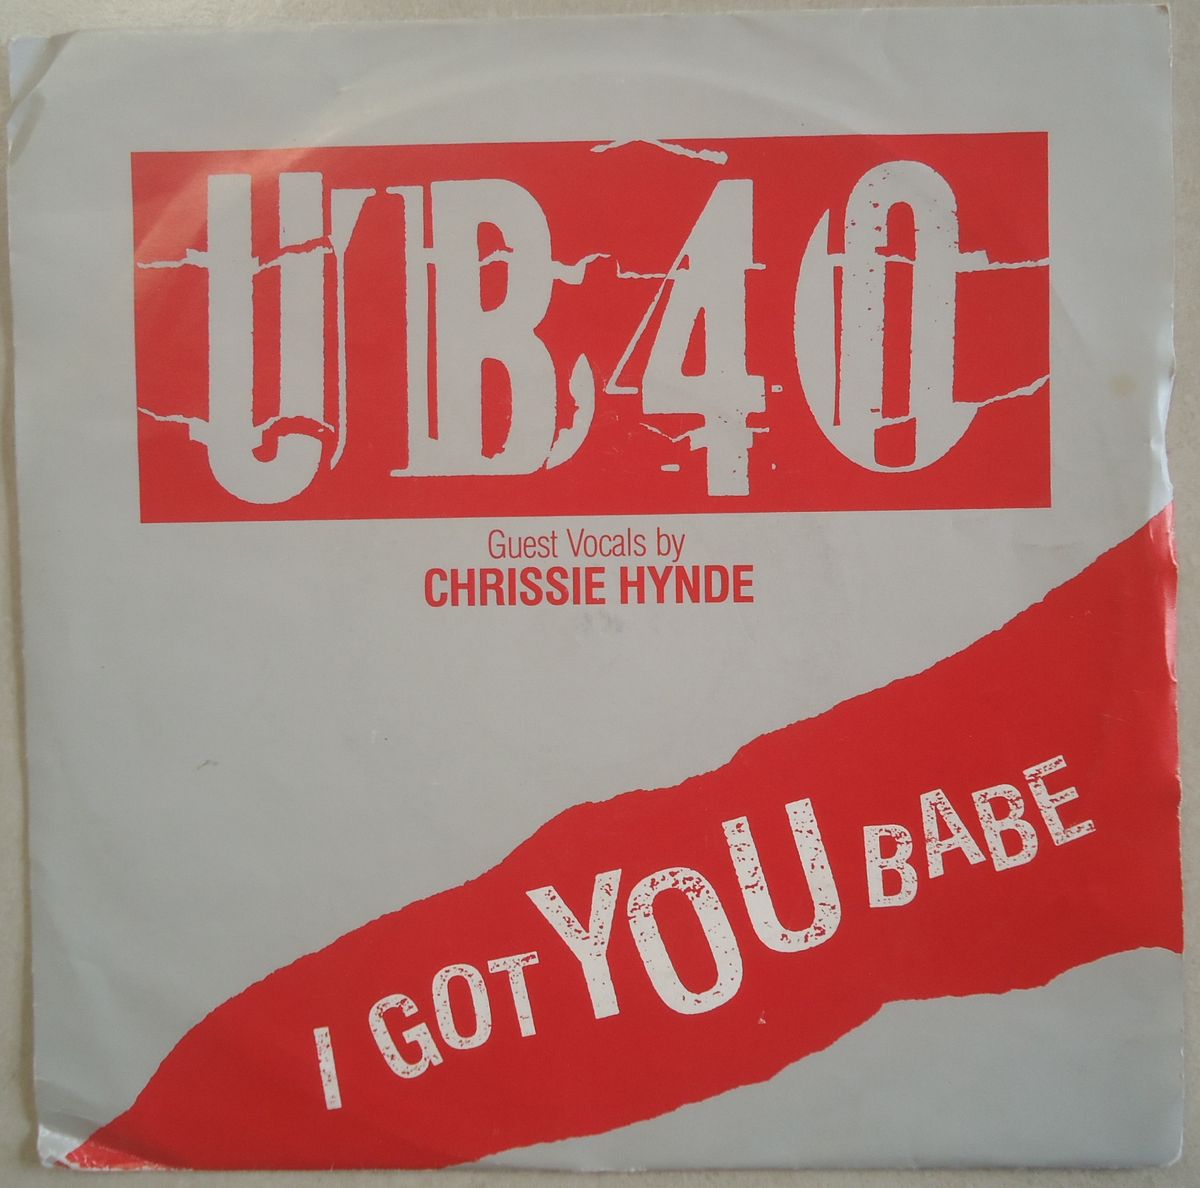 UB40
Guest Vocals by
CHRISSIE HYNDE
I GOT YOU BABE